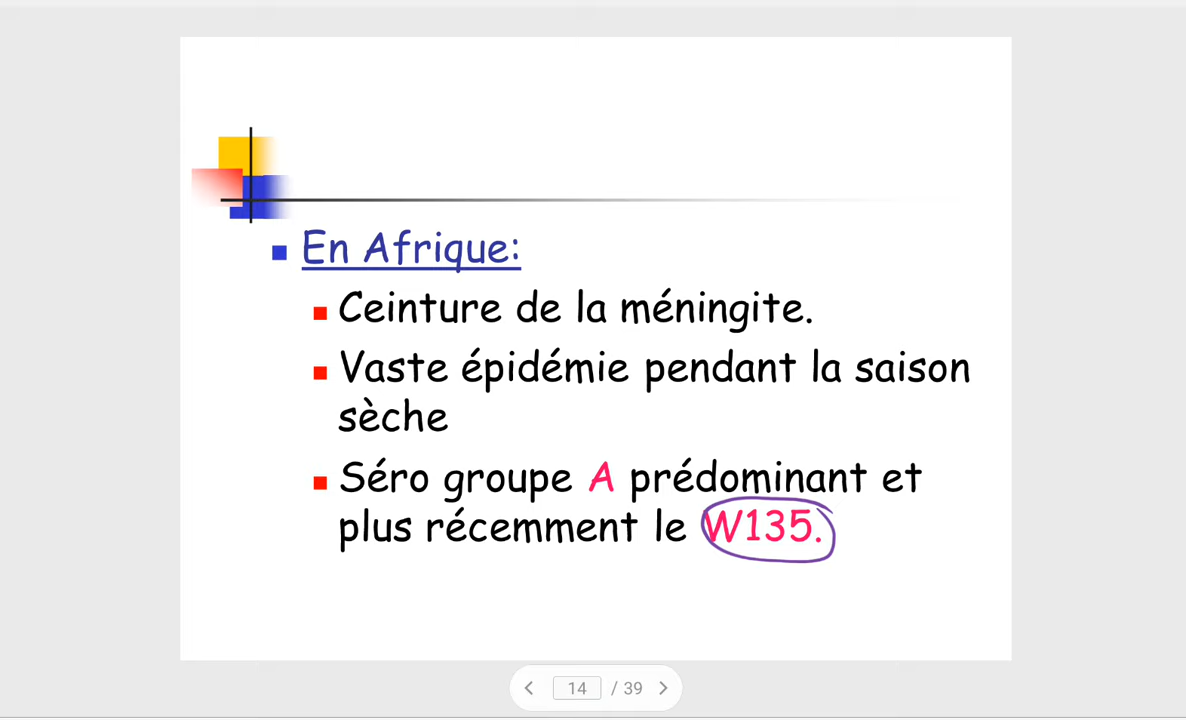 En Afrique:
Ceinture de la méningite.
Vaste épidémie pendant la saison
sèche
Séro groupe A prédominant et
plus récemment le W135.
14 / 39